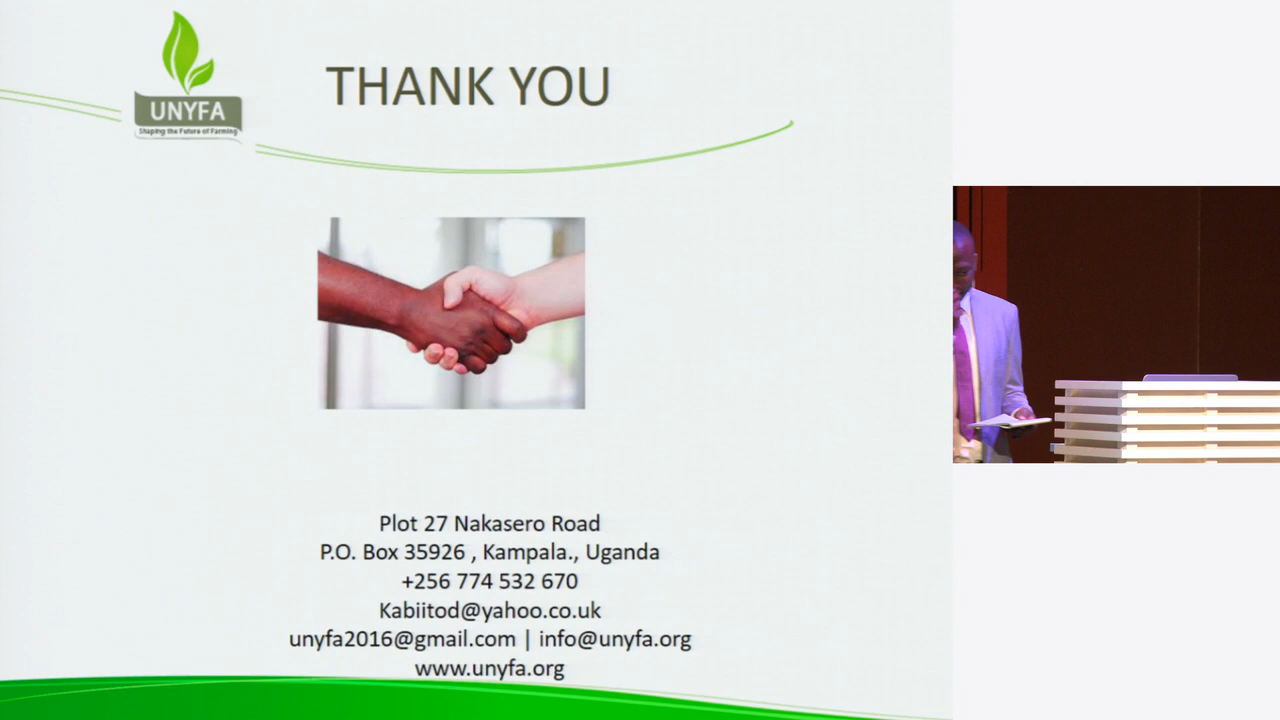 THANK YOU
UNYFA
Shaping the Future of Farming
Plot 27 Nakasero Road
P.O. Box 35926 , Kampala., Uganda
+256 774 532 670
Kabiitod@yahoo.co.uk
unyfa2016@gmail.com | info@unyfa.org
www.unyfa.org